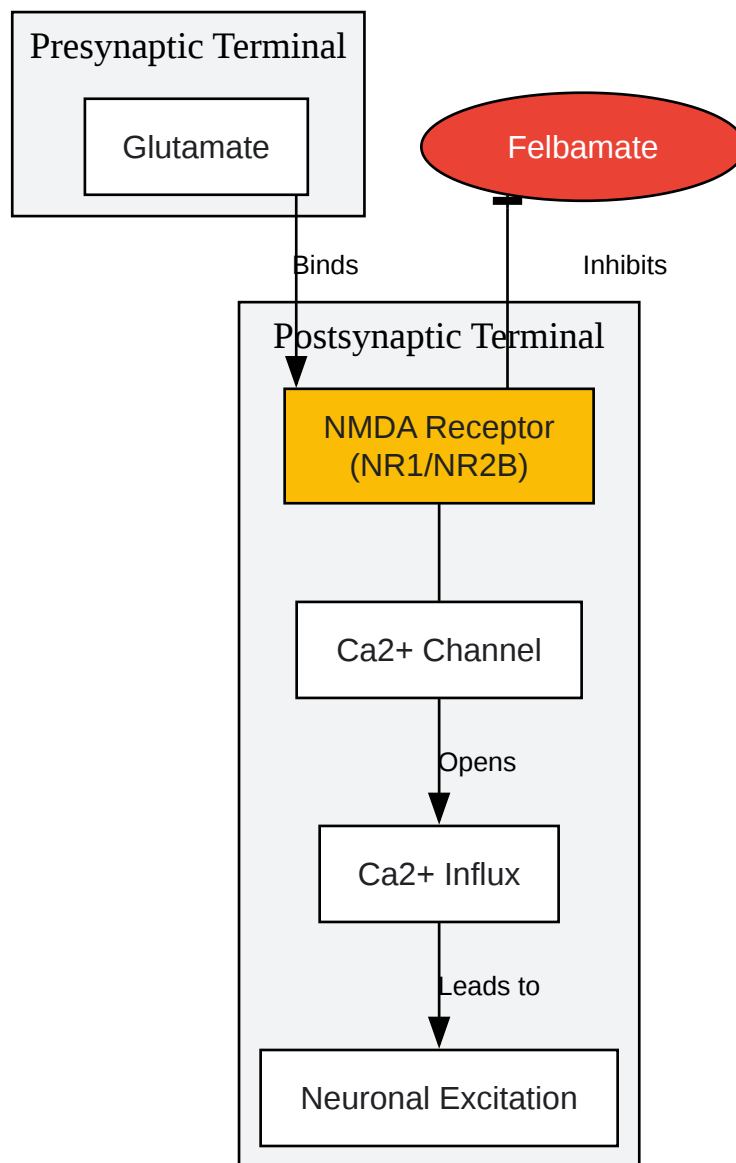 Presynaptic Terminal
Glutamate
Felbamate
Binds
Inhibits
Postsynaptic Terminal
NMDA Receptor
(NR1/NR2B)
Ca2+ Channel
Opens
Ca2+ Influx
Leads to
Neuronal Excitation